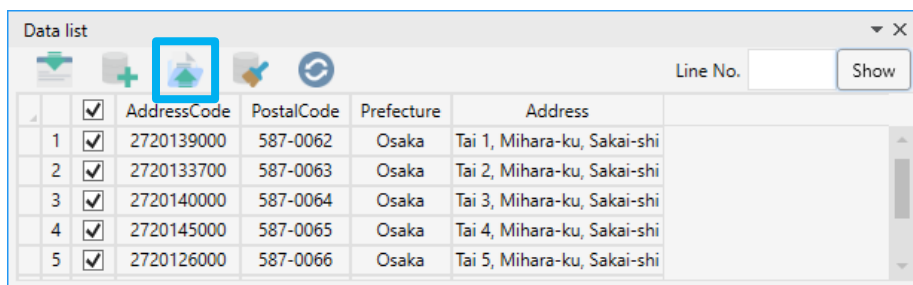 Data list
Line No. Show
AddressCode PostalCode Prefecture Address
1 2720139000 587-0062 Osaka Tai 1, Mihara-ku, Sakai-shi
2 2720133700 587-0063 Osaka Tai 2, Mihara-ku, Sakai-shi
3 2720140000 587-0064 Osaka Tai 3, Mihara-ku, Sakai-shi
4 2720145000 587-0065 Osaka Tai 4, Mihara-ku, Sakai-shi
5 2720126000 587-0066 Osaka Tai 5, Mihara-ku, Sakai-shi